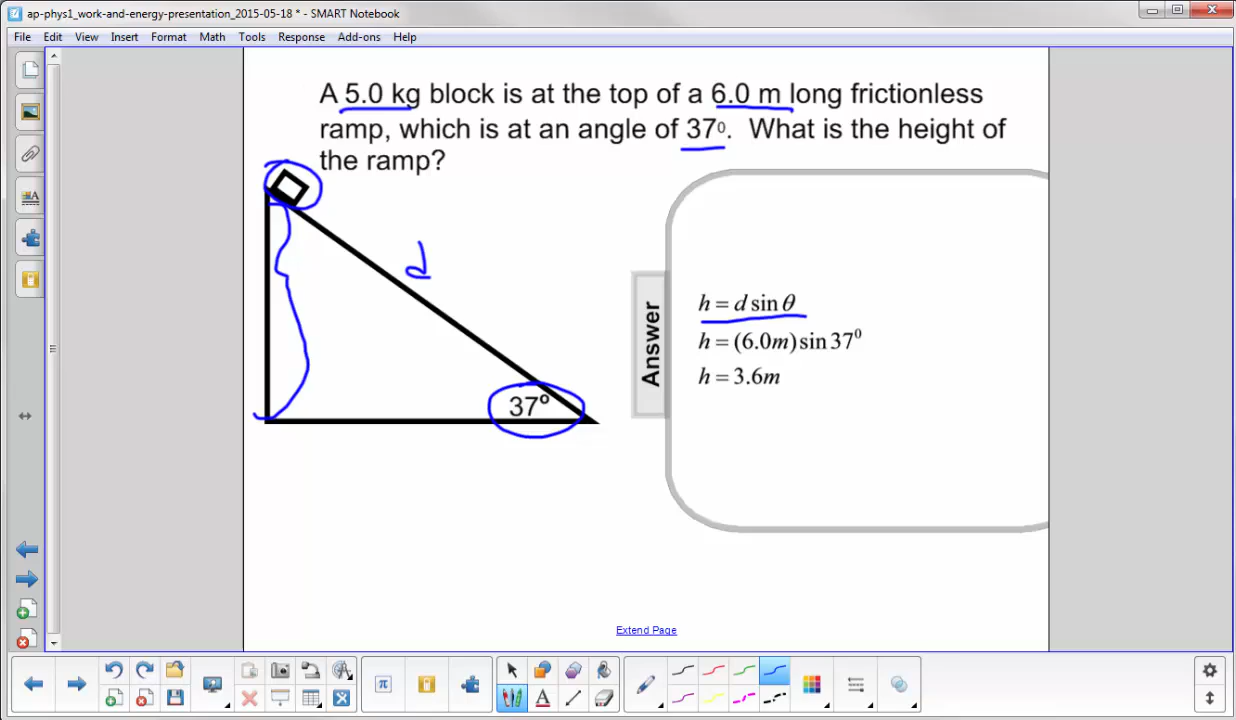 ap-phys1_work-and-energy-presentation_2015-05-18 * - SMART Notebook
File Edit View Insert Format Math Tools Response Add-ons Help
A 5.0 kg block is at the top of a 6.0 m long frictionless
ramp, which is at an angle of 37⁰. What is the height of
the ramp?
d
37º
Answer
h = d sin θ
h = (6.0m) sin 37⁰
h = 3.6m
Extend Page
π
A